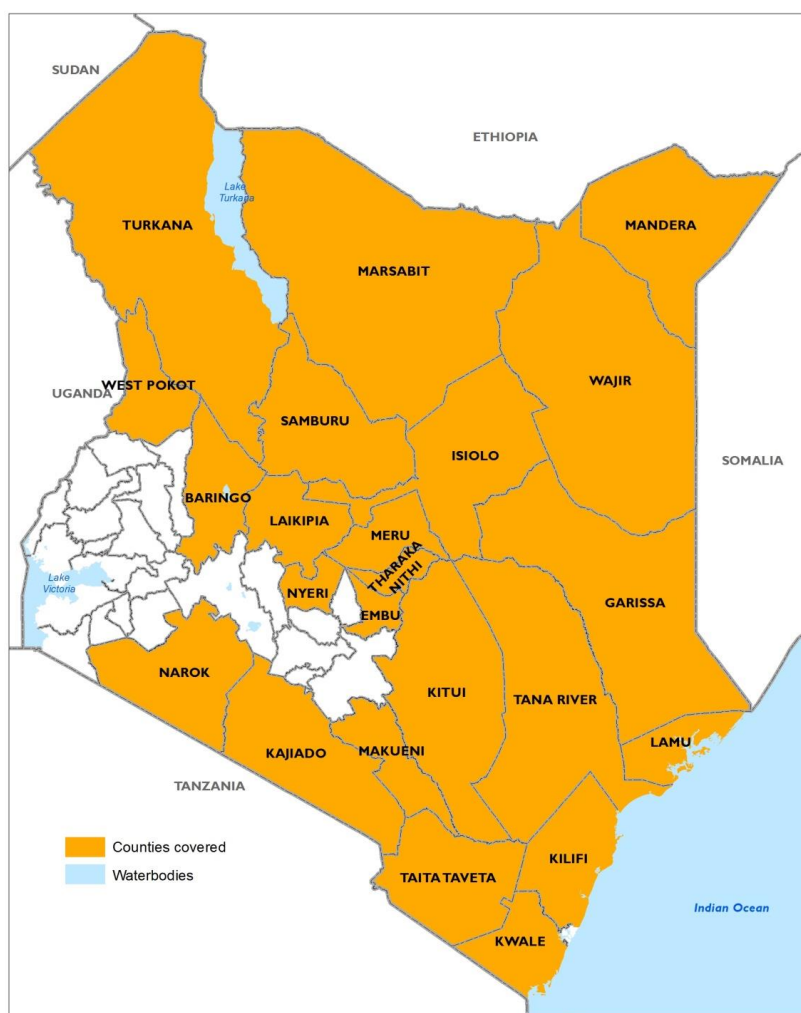 SUDAN
ETHIOPIA
Lake
Turkana
TURKANA
MANDERA
MARSABIT
WEST POKOT
UGANDA
WAJIR
SAMBURU
ISIOLO
SOMALIA
BARINGO
LAIKIPIA
MERU
THARAKA
NITHI
Lake
Victoria
NYERI
EMBU
GARISSA
NAROK
KITUI
TANA RIVER
LAMU
KAJIADO
MAKUENI
TANZANIA
Counties covered
Waterbodies
KILIFI
TAITA TAVETA
Indian Ocean
KWALE